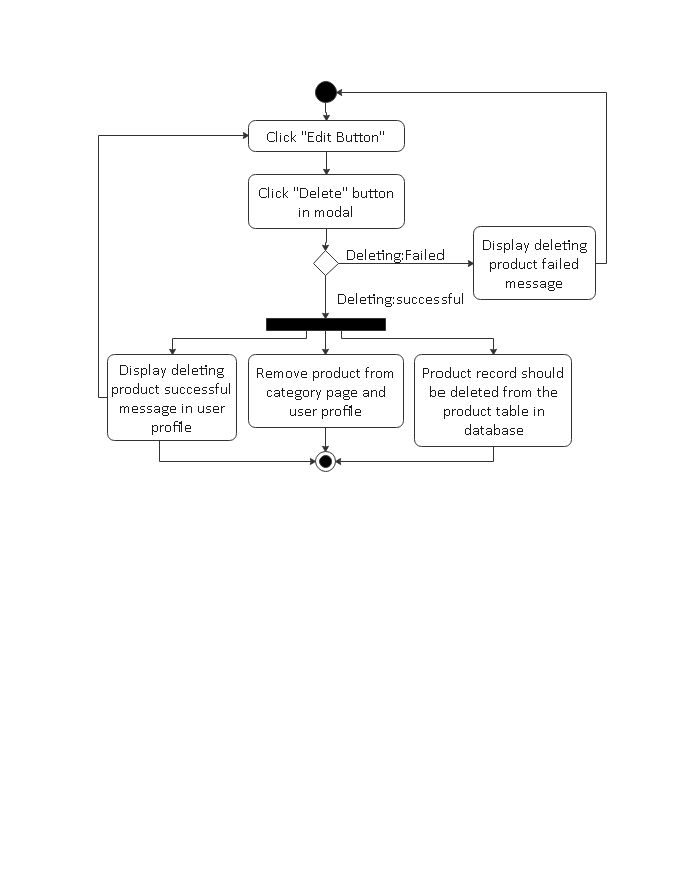 Click "Edit Button"
Click "Delete" button
in modal
Deleting:Failed
Display deleting
product failed
message
Deleting:successful
Display deleting
product successful
message in user
profile
Remove product from
category page and
user profile
Product record should
be deleted from the
product table in
database